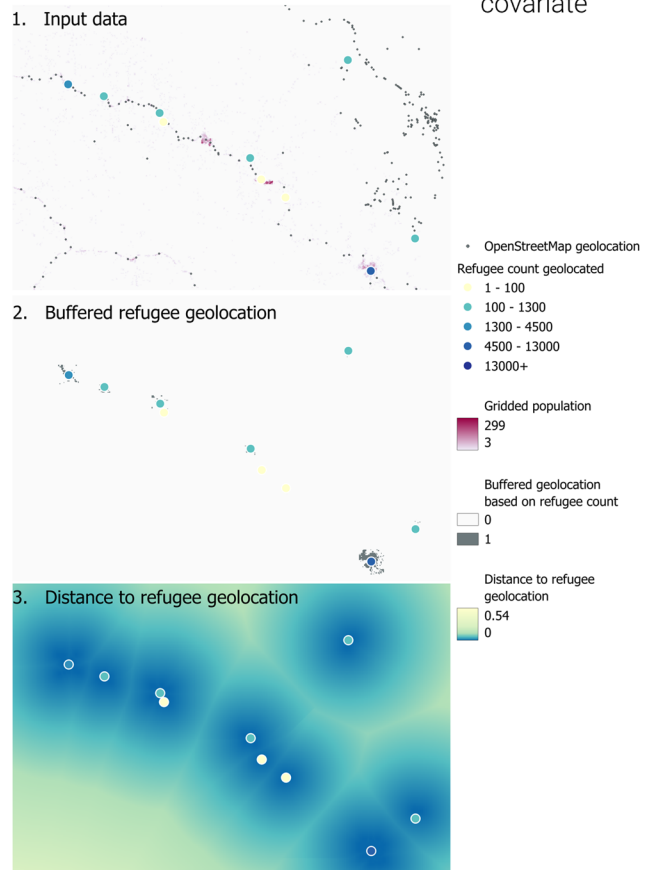 covariate
1. Input data
OpenStreetMap geolocation
Refugee count geolocated
1 - 100
100 - 1300
1300 - 4500
4500 - 13000
13000+
2. Buffered refugee geolocation
Gridded population
299
3
Buffered geolocation
based on refugee count
0
1
3. Distance to refugee geolocation
Distance to refugee
geolocation
0.54
0